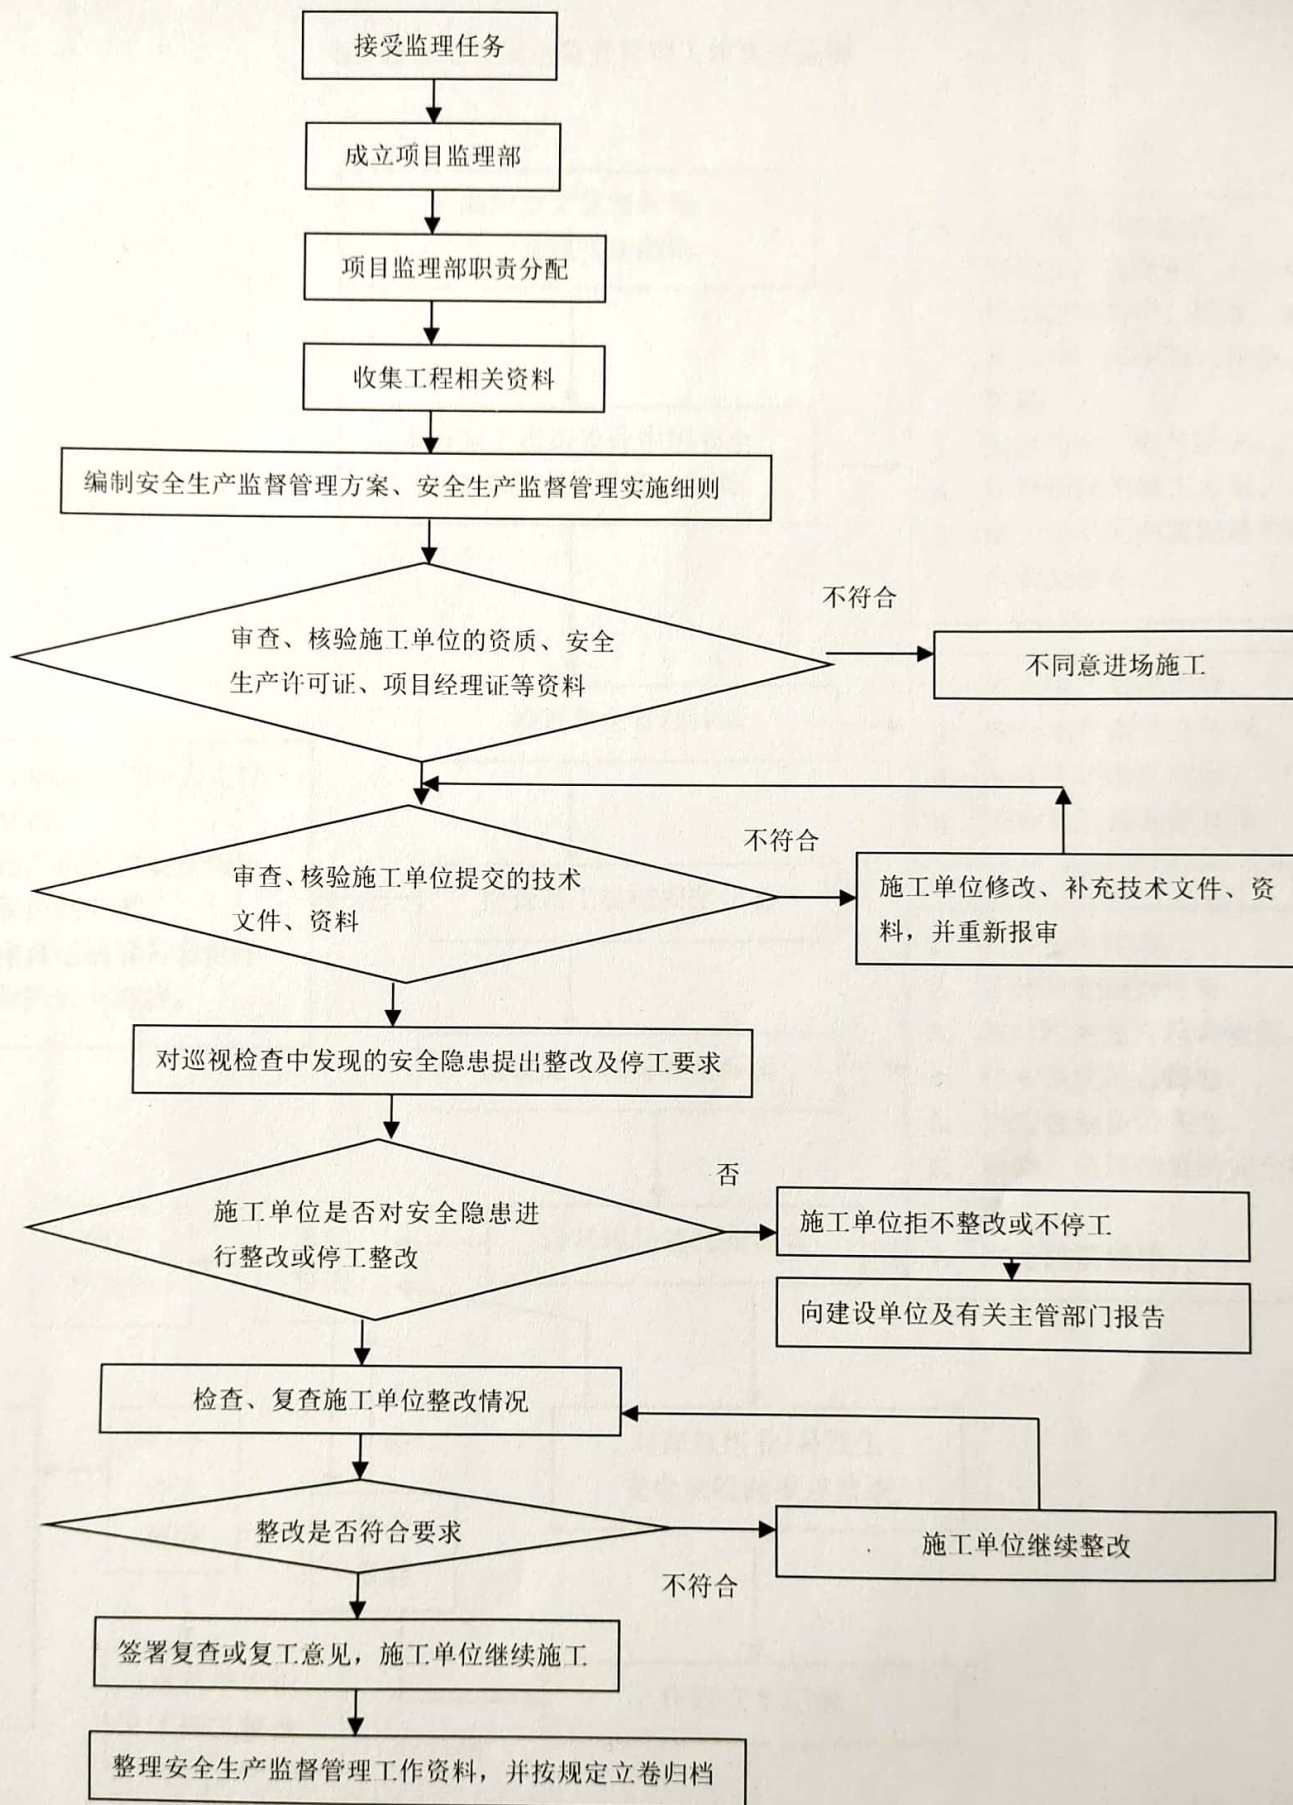 接受监理任务
成立项目监理部
项目监理部职责分配
收集工程相关资料
编制安全生产监督管理方案、安全生产监督管理实施细则
不符合
审查、核验施工单位的资质、安全
生产许可证、项目经理证等资料
不同意进场施工
不符合
审查、核验施工单位提交的技术
文件、资料
施工单位修改、补充技术文件、资
料，并重新报审
对巡视检查中发现的安全隐患提出整改及停工要求
否
施工单位是否对安全隐患进
行整改或停工整改
施工单位拒不整改或不停工
向建设单位及有关主管部门报告
检查、复查施工单位整改情况
整改是否符合要求
施工单位继续整改
不符合
签署复查或复工意见，施工单位继续施工
整理安全生产监督管理工作资料，并按规定立卷归档